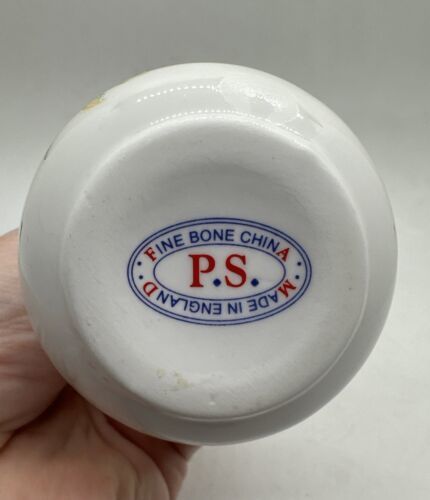 FINE BONE CHINA
P.S.
MADE IN ENGLAND